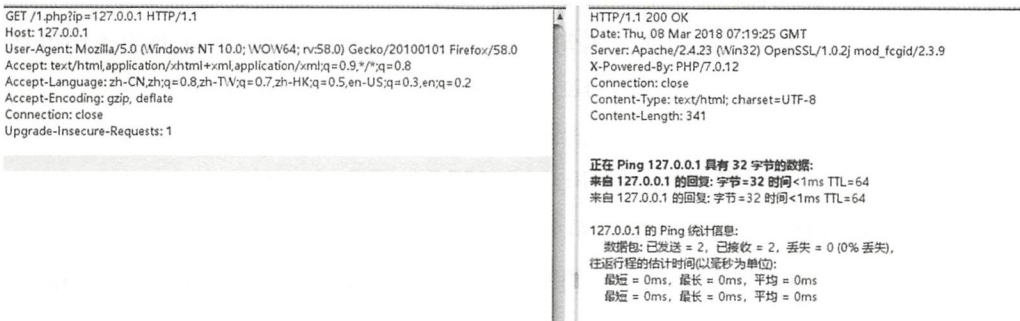 GET /1.php?ip=127.0.0.1 HTTP/1.1
Host: 127.0.0.1
User-Agent: Mozilla/5.0 (Windows NT 10.0; WOW64; rv:58.0) Gecko/20100101 Firefox/58.0
Accept: text/html,application/xhtml+xml,application/xml;q=0.9,*/*;q=0.8
Accept-Language: zh-CN,zh;q=0.8,zh-TW;q=0.7,zh-HK;q=0.5,en-US;q=0.3,en;q=0.2
Accept-Encoding: gzip, deflate
Connection: close
Upgrade-Insecure-Requests: 1
HTTP/1.1 200 OK
Date: Thu, 08 Mar 2018 07:19:25 GMT
Server: Apache/2.4.23 (Win32) OpenSSL/1.0.2j mod_fcgid/2.3.9
X-Powered-By: PHP/7.0.12
Connection: close
Content-Type: text/html; charset=UTF-8
Content-Length: 341
正在 Ping 127.0.0.1 具有 32 字节的数据:
来自 127.0.0.1 的回复: 字节=32 时间<1ms TTL=64
来自 127.0.0.1 的回复: 字节=32 时间<1ms TTL=64
127.0.0.1 的 Ping 统计信息:
数据包: 已发送 = 2，已接收 = 2，丢失 = 0 (0% 丢失)，
往返行程的估计时间(以毫秒为单位):
最短 = 0ms，最长 = 0ms，平均 = 0ms
最短 = 0ms，最长 = 0ms，平均 = 0ms